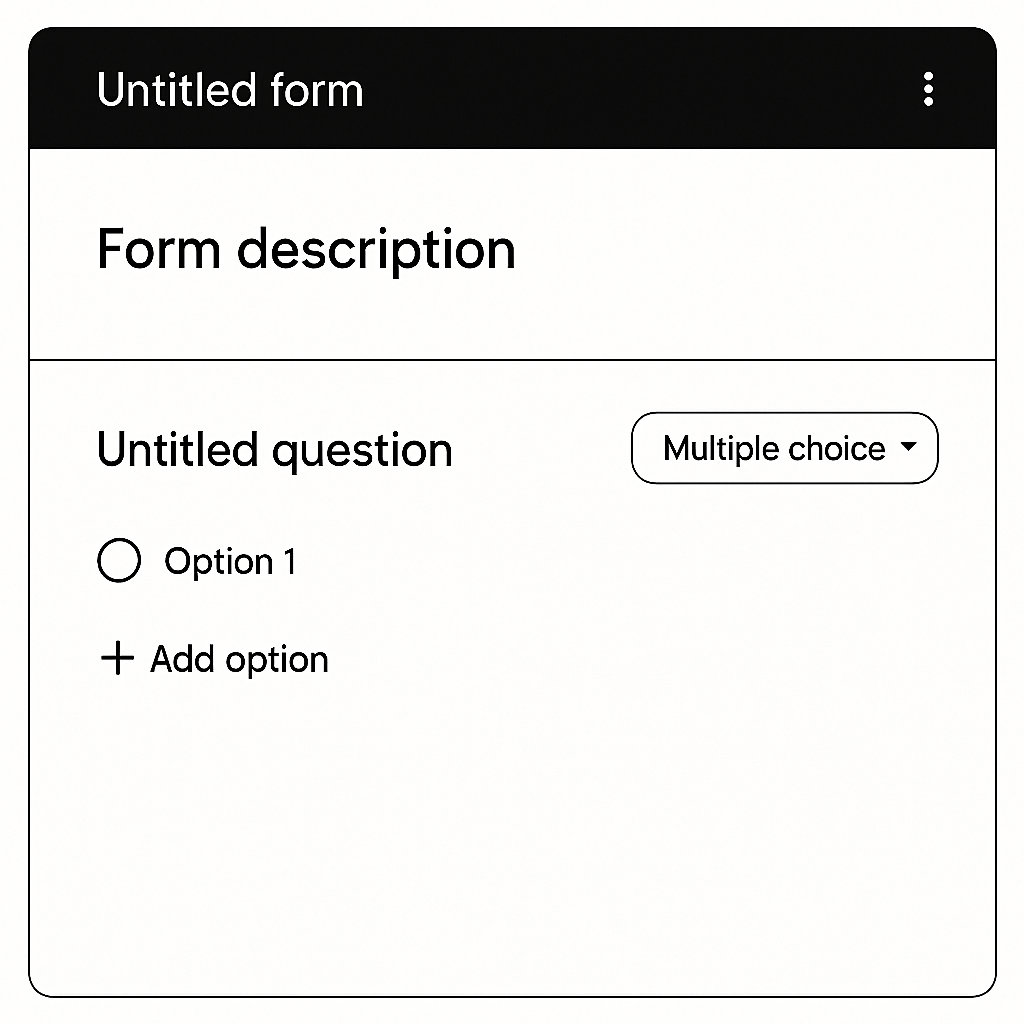 Untitled form
Form description
Untitled question
Multiple choice
Option 1
Add option